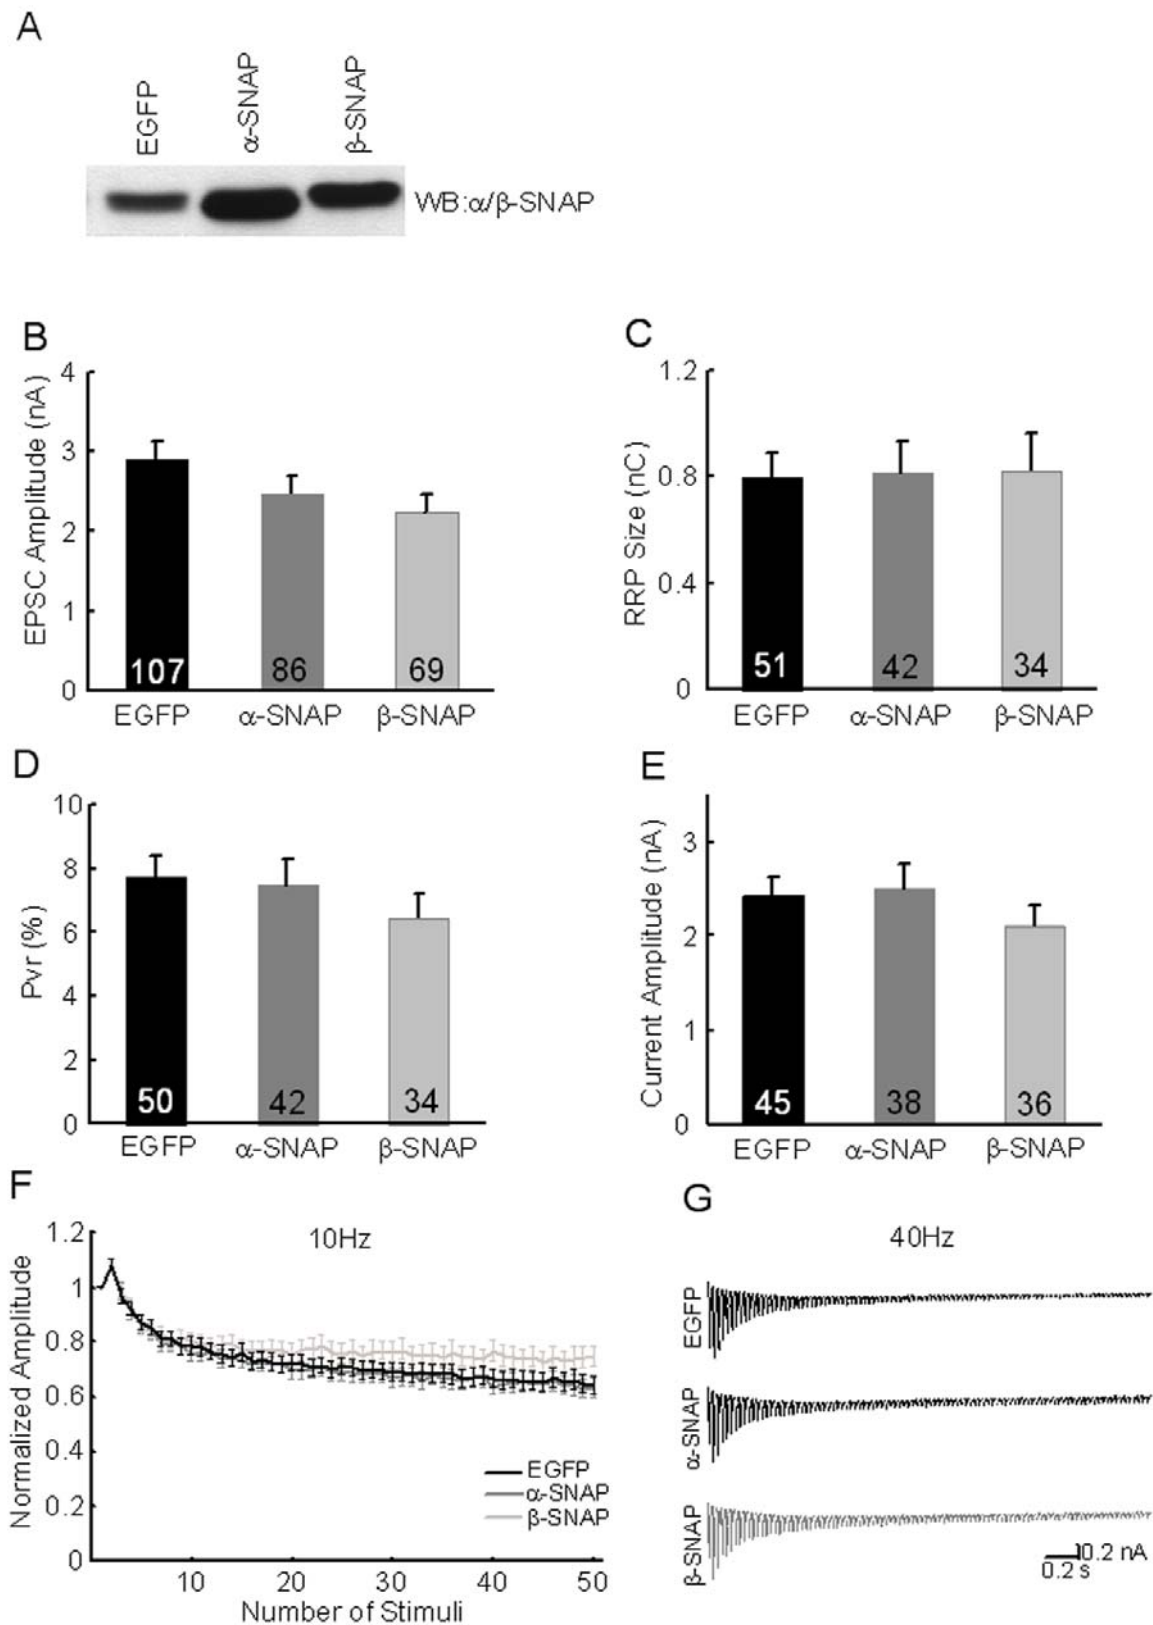 A
EGFP
α-SNAP
β-SNAP
WB:α/β-SNAP
B
EPSC Amplitude (nA)
4
3
2
1
0
107
86
69
EGFP
α-SNAP
β-SNAP
C
RRP Size (nC)
1.2
0.8
0.4
0
51
42
34
EGFP
α-SNAP
β-SNAP
D
Pvr (%)
10
8
6
4
2
0
50
42
34
EGFP
α-SNAP
β-SNAP
E
Current Amplitude (nA)
3
2
1
0
45
38
36
EGFP
α-SNAP
β-SNAP
F
10Hz
Normalized Amplitude
1.2
1
0.8
0.6
0.4
0.2
0
EGFP
α-SNAP
β-SNAP
10
20
30
40
50
Number of Stimuli
G
40Hz
EGFP
α-SNAP
β-SNAP
0.2 nA
0.2 s